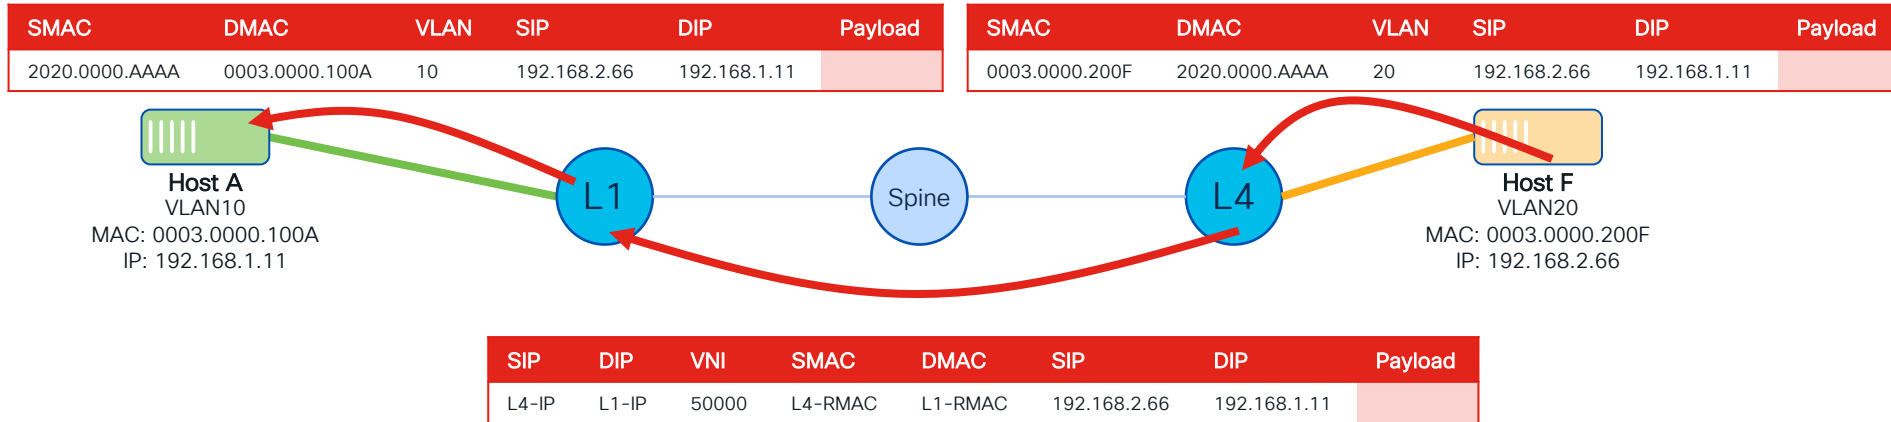 SMAC DMAC VLAN SIP DIP Payload
2020.0000.AAAA 0003.0000.100A 10 192.168.2.66 192.168.1.11
SMAC DMAC VLAN SIP DIP Payload
0003.0000.200F 2020.0000.AAAA 20 192.168.2.66 192.168.1.11
Host A
VLAN10
MAC: 0003.0000.100A
IP: 192.168.1.11
L1
Spine
L4
Host F
VLAN20
MAC: 0003.0000.200F
IP: 192.168.2.66
SIP DIP VNI SMAC DMAC SIP DIP Payload
L4-IP L1-IP 50000 L4-RMAC L1-RMAC 192.168.2.66 192.168.1.11